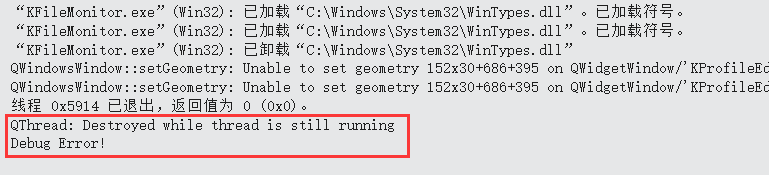 “KFileMonitor.exe”(Win32): 已加载“C:\Windows\System32\WinTypes.dll”。已加载符号。
“KFileMonitor.exe”(Win32): 已加载“C:\Windows\System32\WinTypes.dll”。已加载符号。
“KFileMonitor.exe”(Win32): 已卸载“C:\Windows\System32\WinTypes.dll”
QWindowsWindow::setGeometry: Unable to set geometry 152x30+686+395 on QWidgetWindow/'KProfileEd
QWindowsWindow::setGeometry: Unable to set geometry 152x30+686+395 on QWidgetWindow/'KProfileEd
线程 0x5914 已退出，返回值为 0 (0x0)。
QThread: Destroyed while thread is still running
Debug Error!